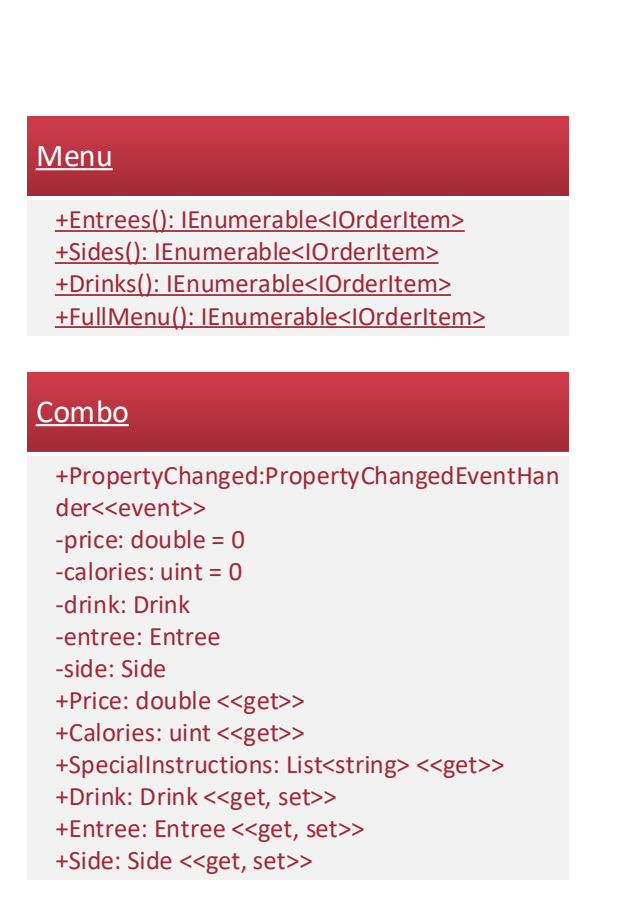 Menu
+Entrees(): IEnumerable<IOrderItem>
+Sides(): IEnumerable<IOrderItem>
+Drinks(): IEnumerable<IOrderItem>
+FullMenu(): IEnumerable<IOrderItem>
Combo
+PropertyChanged:PropertyChangedEventHan
der<<event>>
-price: double = 0
-calories: uint = 0
-drink: Drink
-entree: Entree
-side: Side
+Price: double <<get>>
+Calories: uint <<get>>
+SpecialInstructions: List<string> <<get>>
+Drink: Drink <<get, set>>
+Entree: Entree <<get, set>>
+Side: Side <<get, set>>